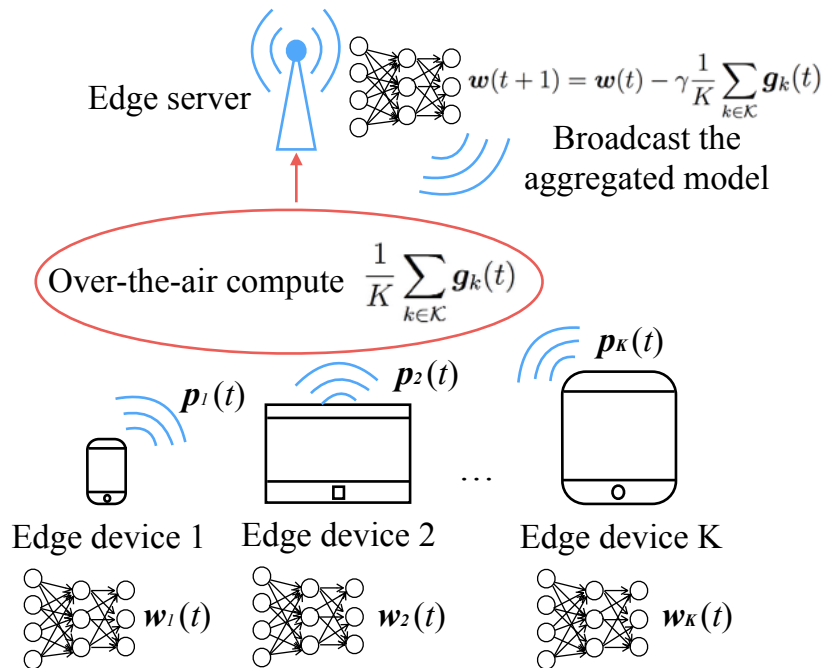 Edge server
w(t+1) = w(t) − γ 1/K ∑_{k∈𝒦} g_k(t)
Broadcast the
aggregated model
Over-the-air compute 1/K ∑_{k∈𝒦} g_k(t)
p_1(t)
p_2(t)
p_K(t)
...
Edge device 1
Edge device 2
Edge device K
w_1(t)
w_2(t)
w_K(t)